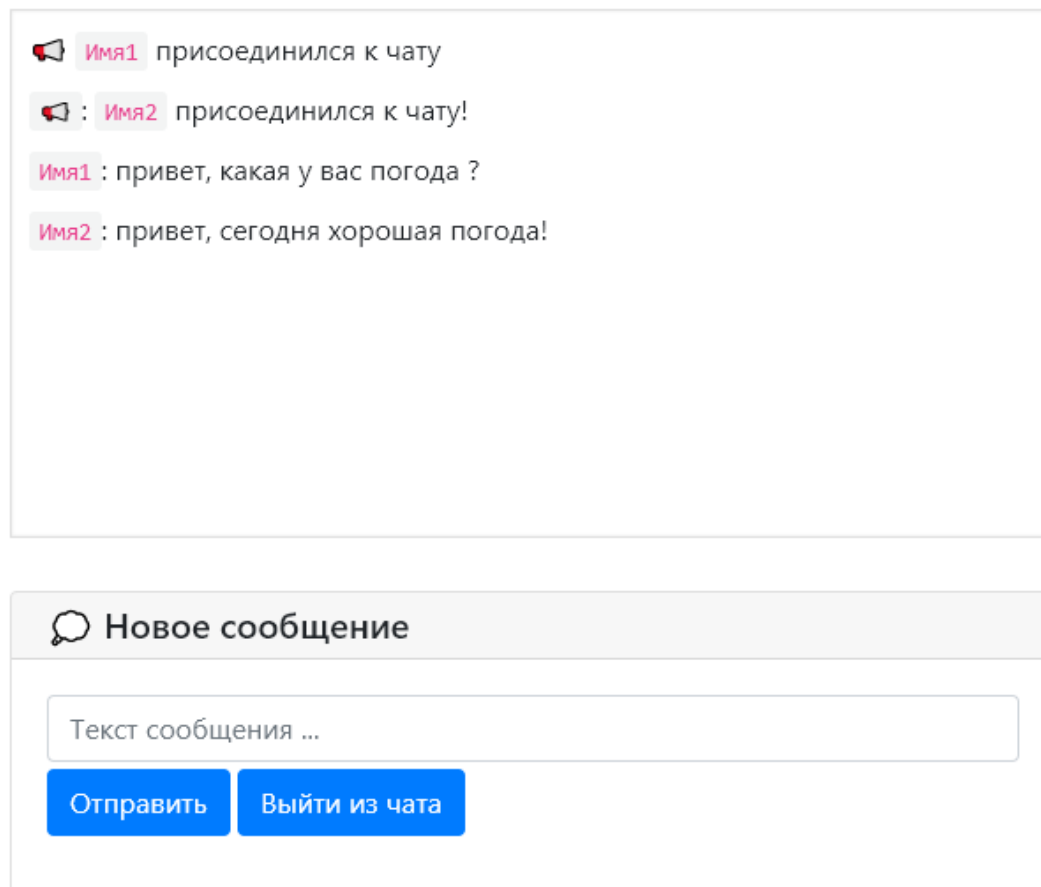 📢 Имя1 присоединился к чату
📢: Имя2 присоединился к чату!
Имя1: привет, какая у вас погода ?
Имя2: привет, сегодня хорошая погода!
💭 Новое сообщение
Текст сообщения ...
Отправить Выйти из чата